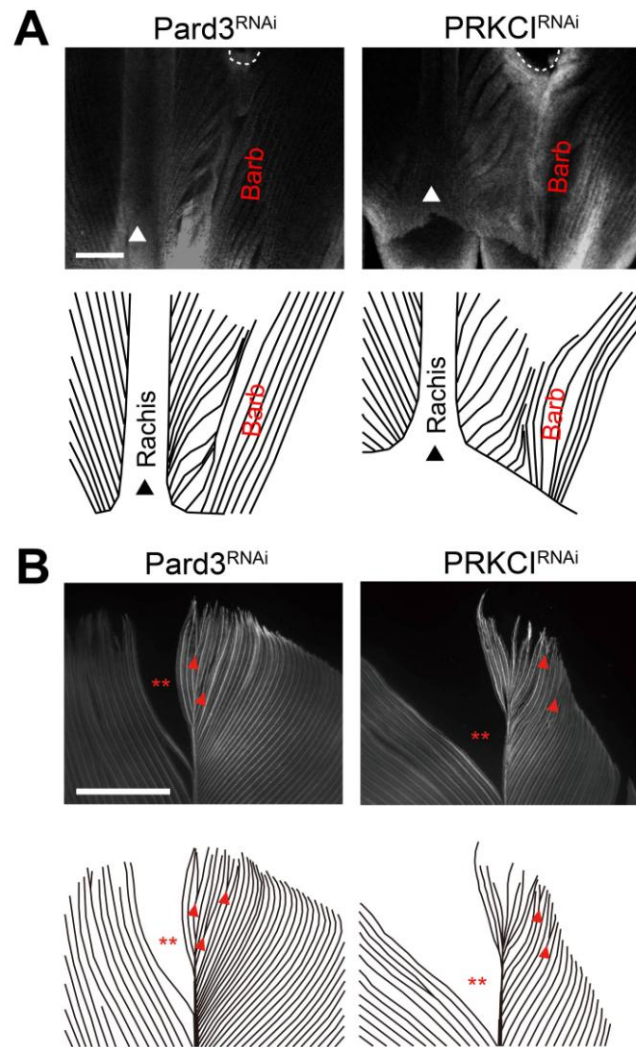 A
Pard3RNAi
PRKCIRNAi
Barb
Barb
Rachis
Barb
Rachis
Barb
B
Pard3RNAi
PRKCIRNAi
**
**
**
**